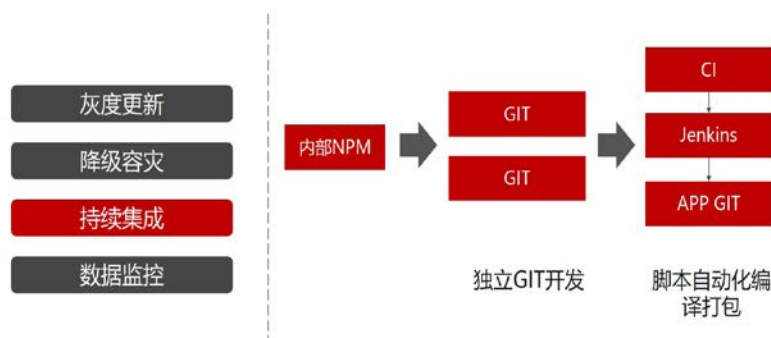 灰度更新
降级容灾
持续集成
数据监控
内部NPM
GIT
GIT
独立GIT开发
CI
Jenkins
APP GIT
脚本自动化编
译打包